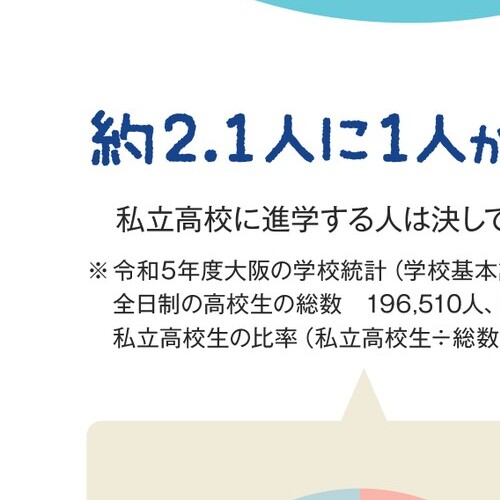 約2.1人に1人が
私立高校に進学する人は決して
※ 令和5年度大阪の学校統計（学校基本
全日制の高校生の総数　196,510人、
私立高校生の比率（私立高校生÷総数